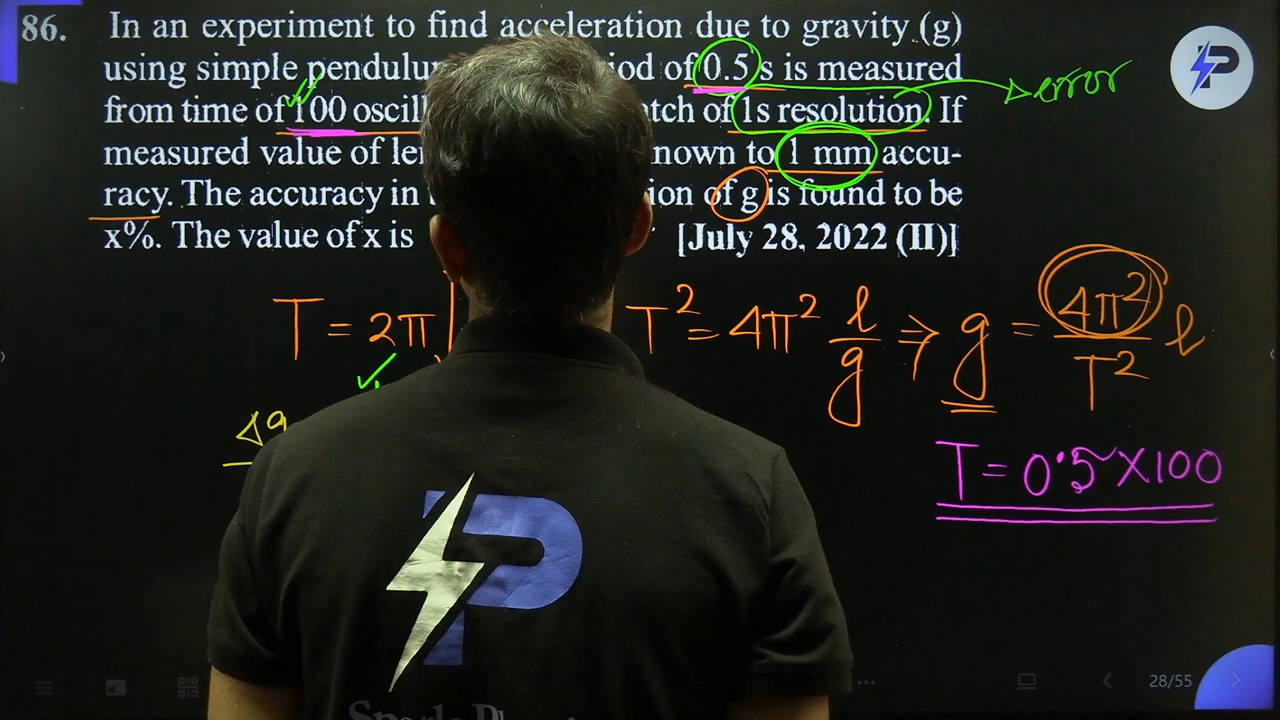 86. In an experiment to find acceleration due to gravity (g)
using simple pendulu iod of 0.5 s is measured
from time of 100 oscill tch of 1s resolution. If
error
measured value of le nown to 1 mm accu-
racy. The accuracy in ion of g is found to be
x%. The value of x is [July 28, 2022 (II)]
T = 2π T² = 4π² l/g ⇒ g = 4π²/T² l
Δg
T = 0.5 × 100
P
28/55